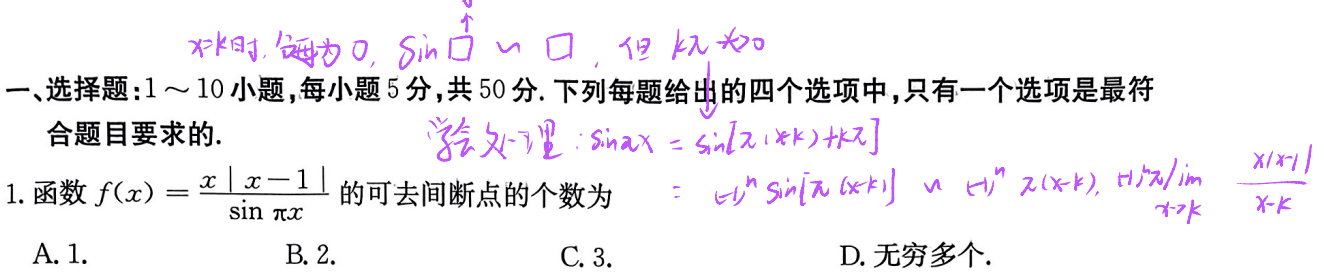 x=k时,分母为0, sin□ ~ □, 但 kπ ↛ 0
一、选择题:1～10小题,每小题5分,共50分.下列每题给出的四个选项中,只有一个选项是最符
合题目要求的.
学会处理: sinπx = sin[π(x-k)+kπ]
1. 函数 f(x) = x|x-1| / sin πx 的可去间断点的个数为
= (-1)ⁿ sin[π(x-k)] ~ (-1)ⁿ π(x-k), (-1)ⁿπ lim x→k x|x-1| / x-k
A. 1. B. 2. C. 3. D. 无穷多个.